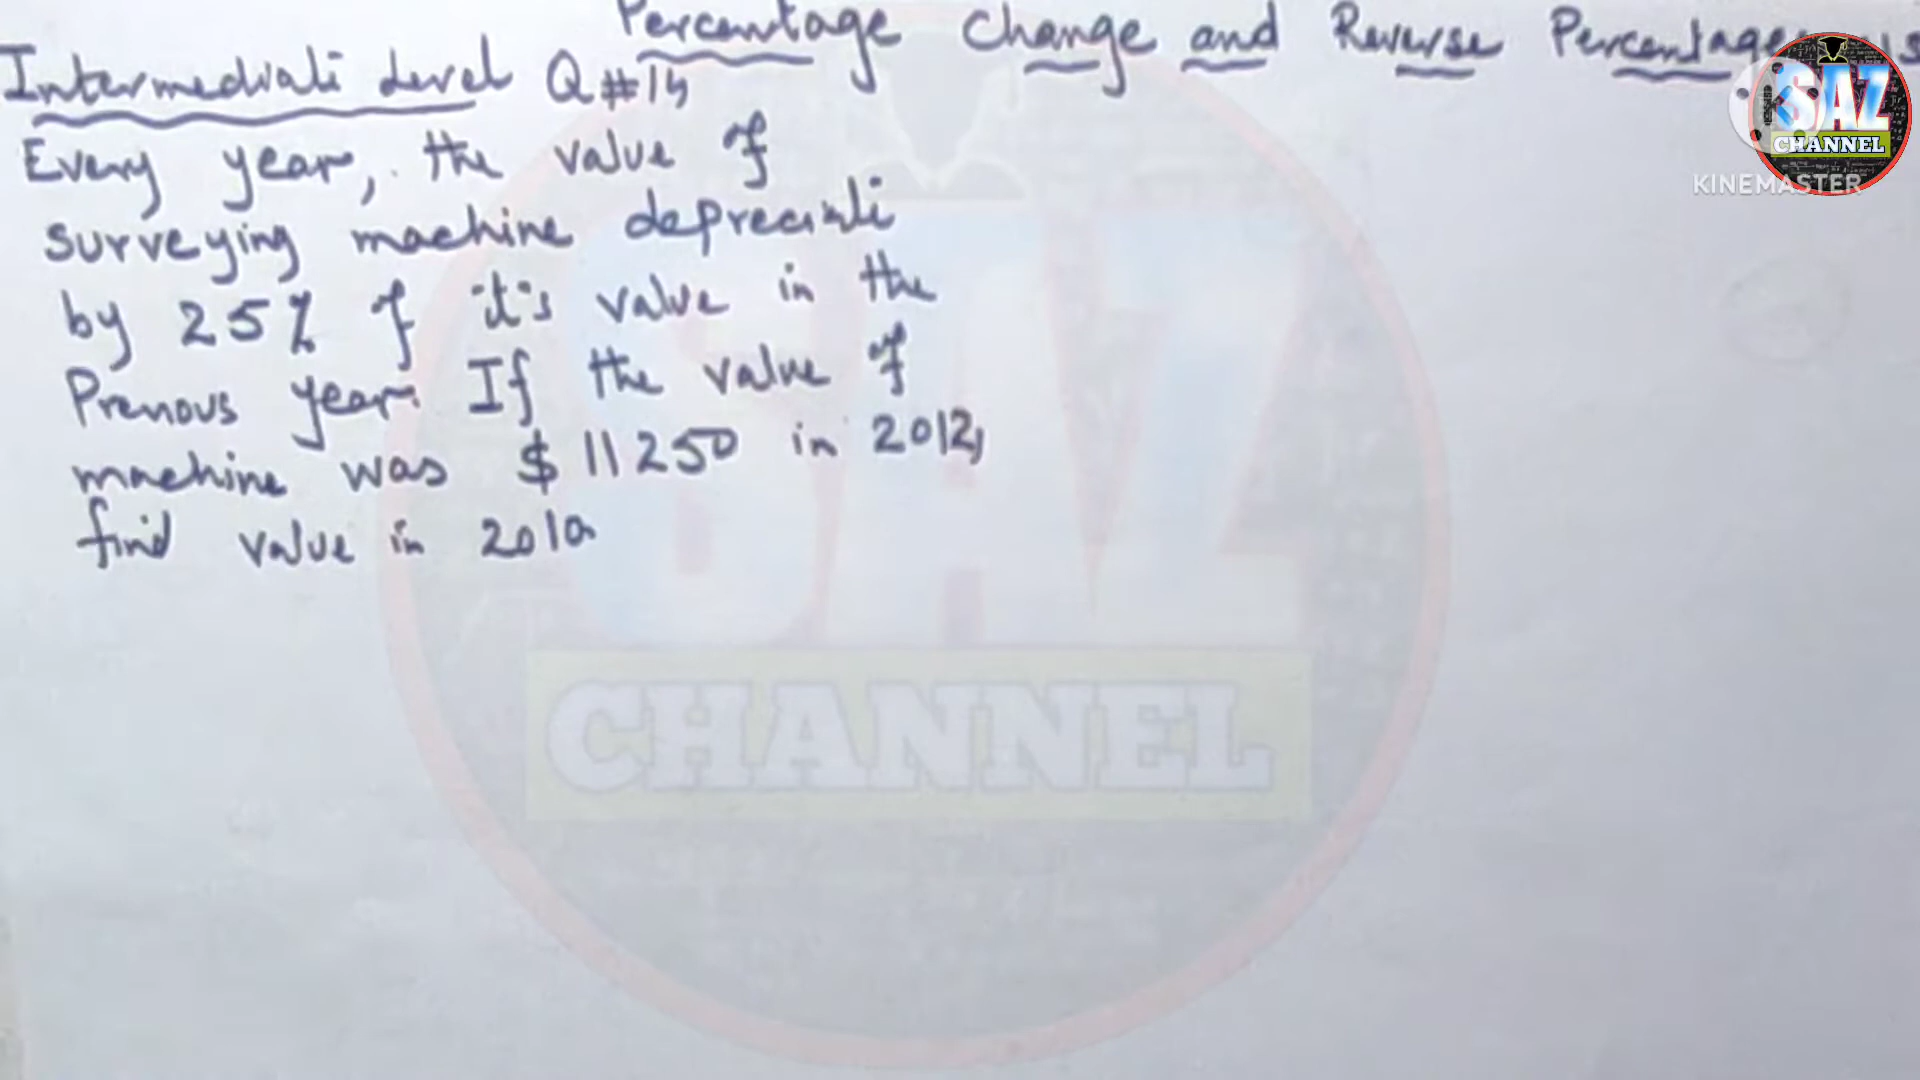 Percentage Change and Reverse Percentage
Intermediate Level Q#14
Every year, the value of
surveying machine depreciate
by 25% of it's value in the
Previous year. If the value of
machine was $ 11250 in 2012,
find value in 2010
SAZ
CHANNEL
KINEMASTER
SAZ
CHANNEL